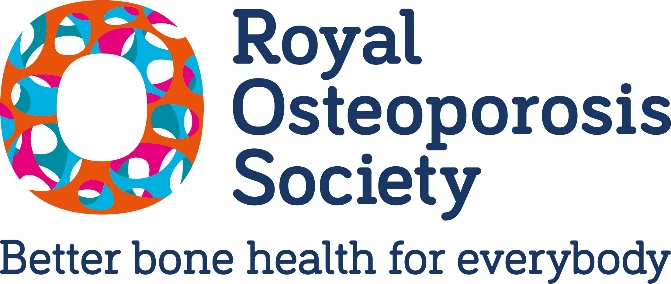 Royal
Osteoporosis
Society
Better bone health for everybody